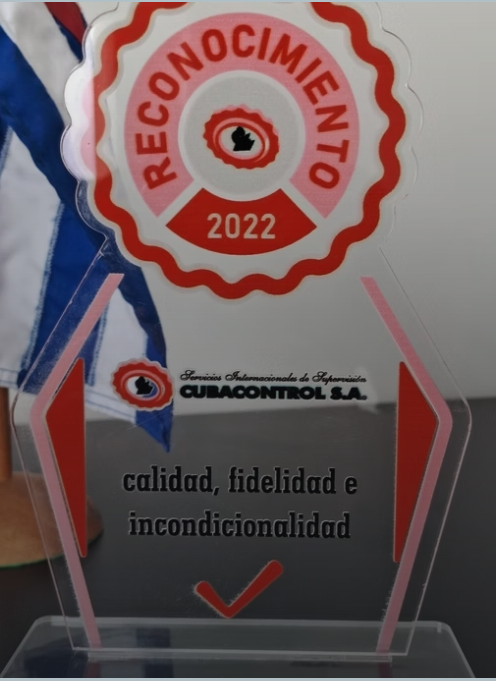 RECONOCIMIENTO
2022
Servicios Internacionales de Supervisión
CUBACONTROL S.A.
calidad, fidelidad e
incondicionalidad